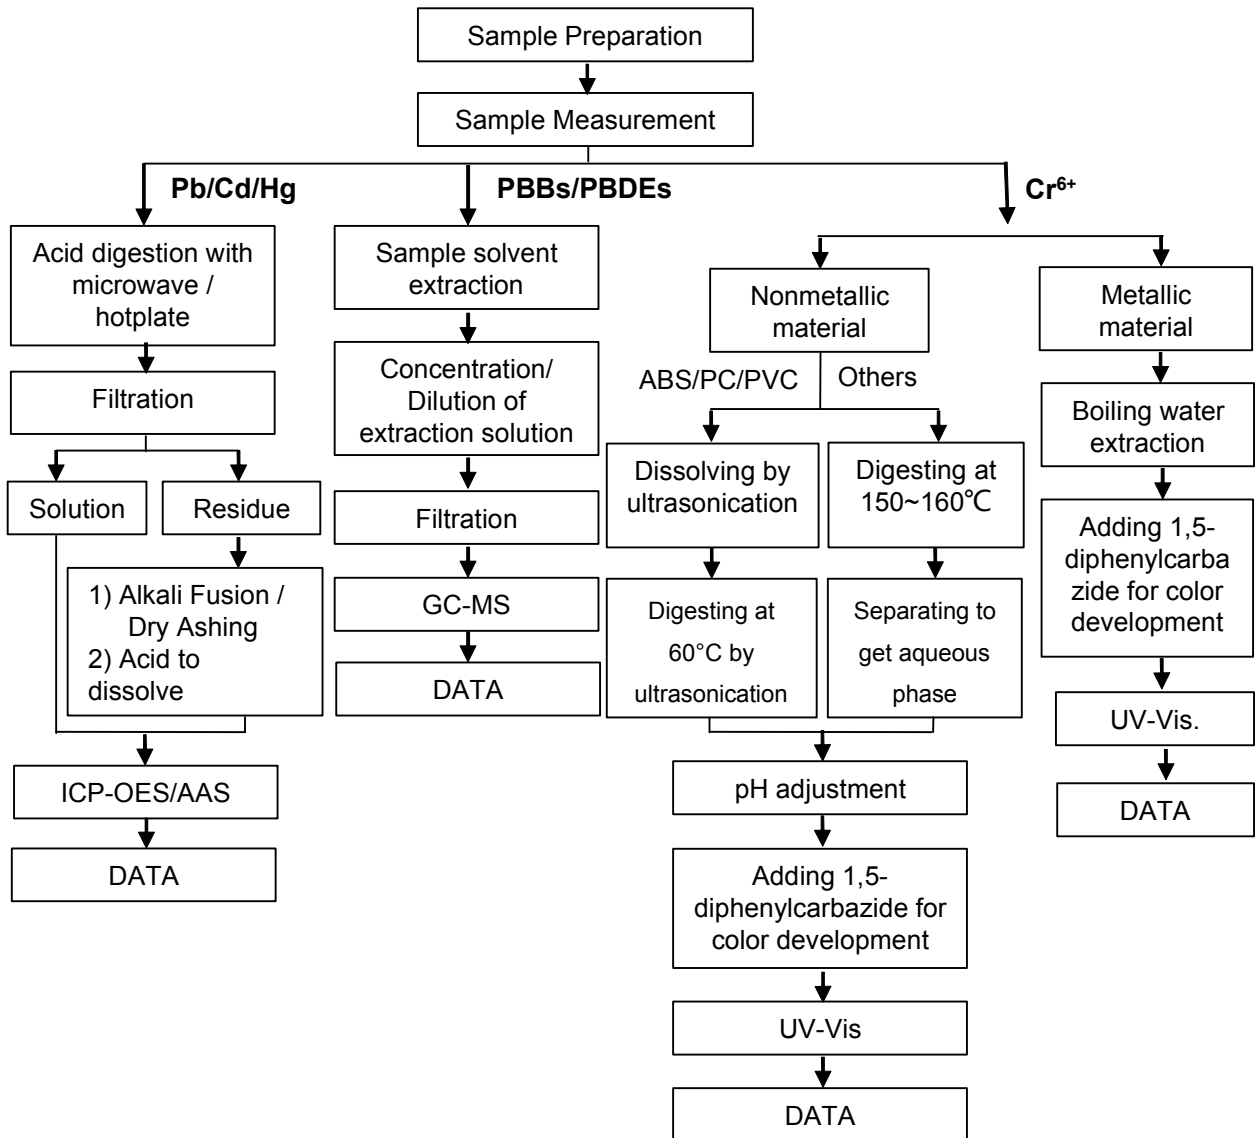 Sample Preparation
Sample Measurement
Pb/Cd/Hg
PBBs/PBDEs
Cr⁶⁺
Acid digestion with
microwave /
hotplate
Filtration
Solution
Residue
1) Alkali Fusion /
Dry Ashing
2) Acid to
dissolve
ICP-OES/AAS
DATA
Sample solvent
extraction
Concentration/
Dilution of
extraction solution
Filtration
GC-MS
DATA
Nonmetallic
material
ABS/PC/PVC
Others
Dissolving by
ultrasonication
Digesting at
60°C by
ultrasonication
Digesting at
150~160℃
Separating to
get aqueous
phase
pH adjustment
Adding 1,5-
diphenylcarbazide for
color development
UV-Vis
DATA
Metallic
material
Boiling water
extraction
Adding 1,5-
diphenylcarba
zide for color
development
UV-Vis.
DATA